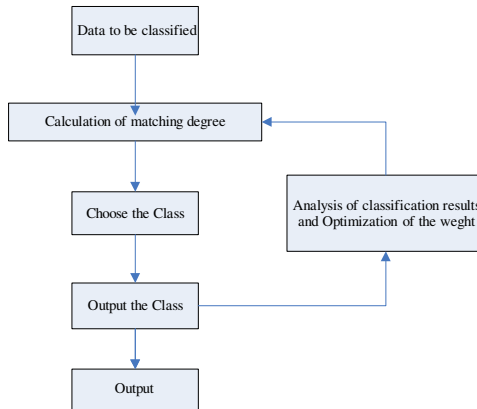 Data to be classified
Calculation of matching degree
Choose the Class
Analysis of classification results
and Optimization of the weght
Output the Class
Output